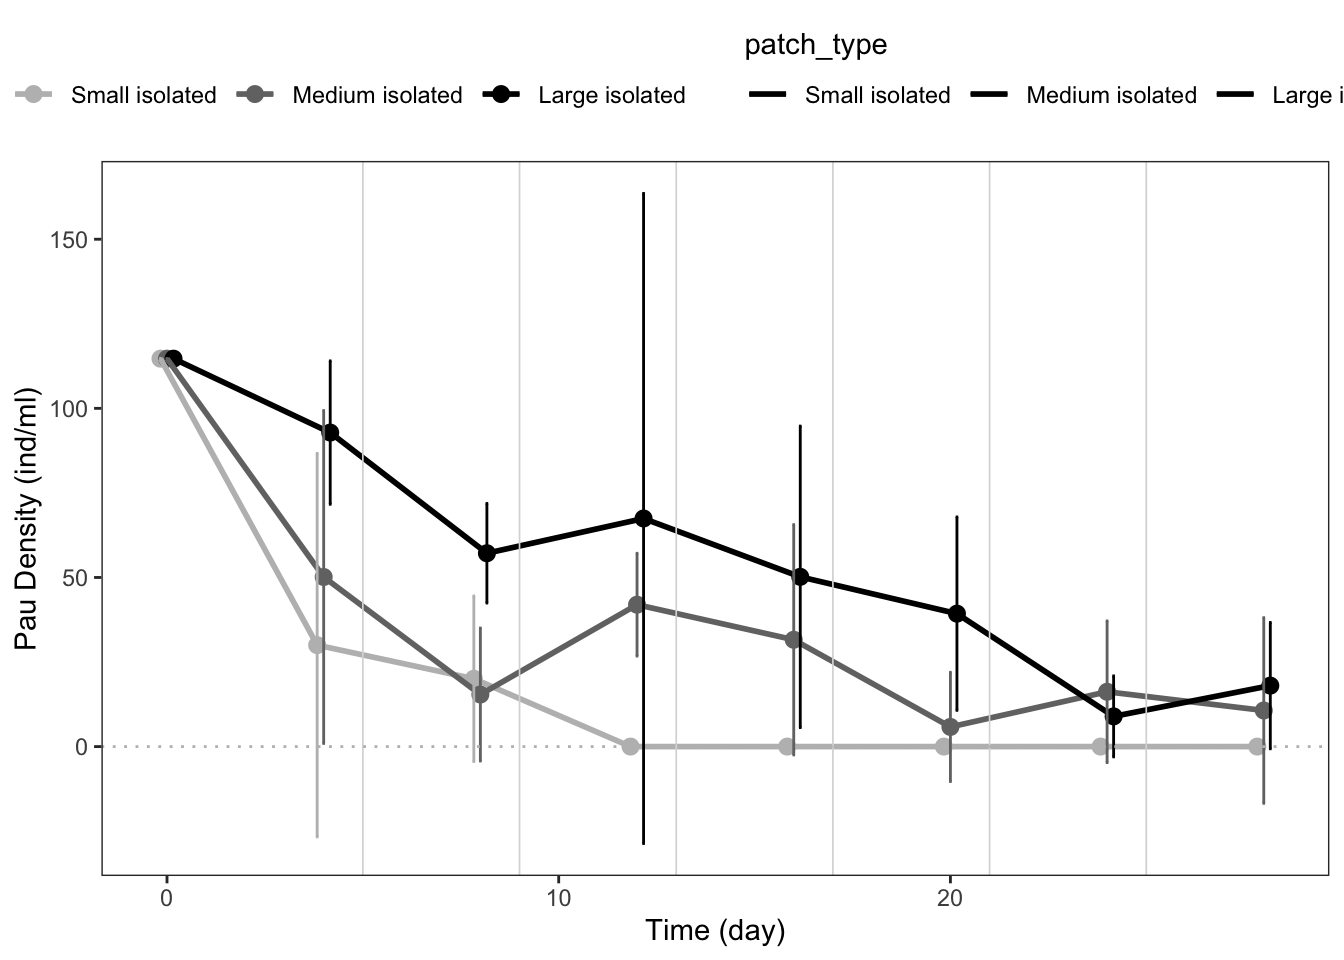 patch_type
Small isolated Medium isolated Large isolated Small isolated Medium isolated Large i
150
100
50
0
Pau Density (ind/ml)
0 10 20
Time (day)